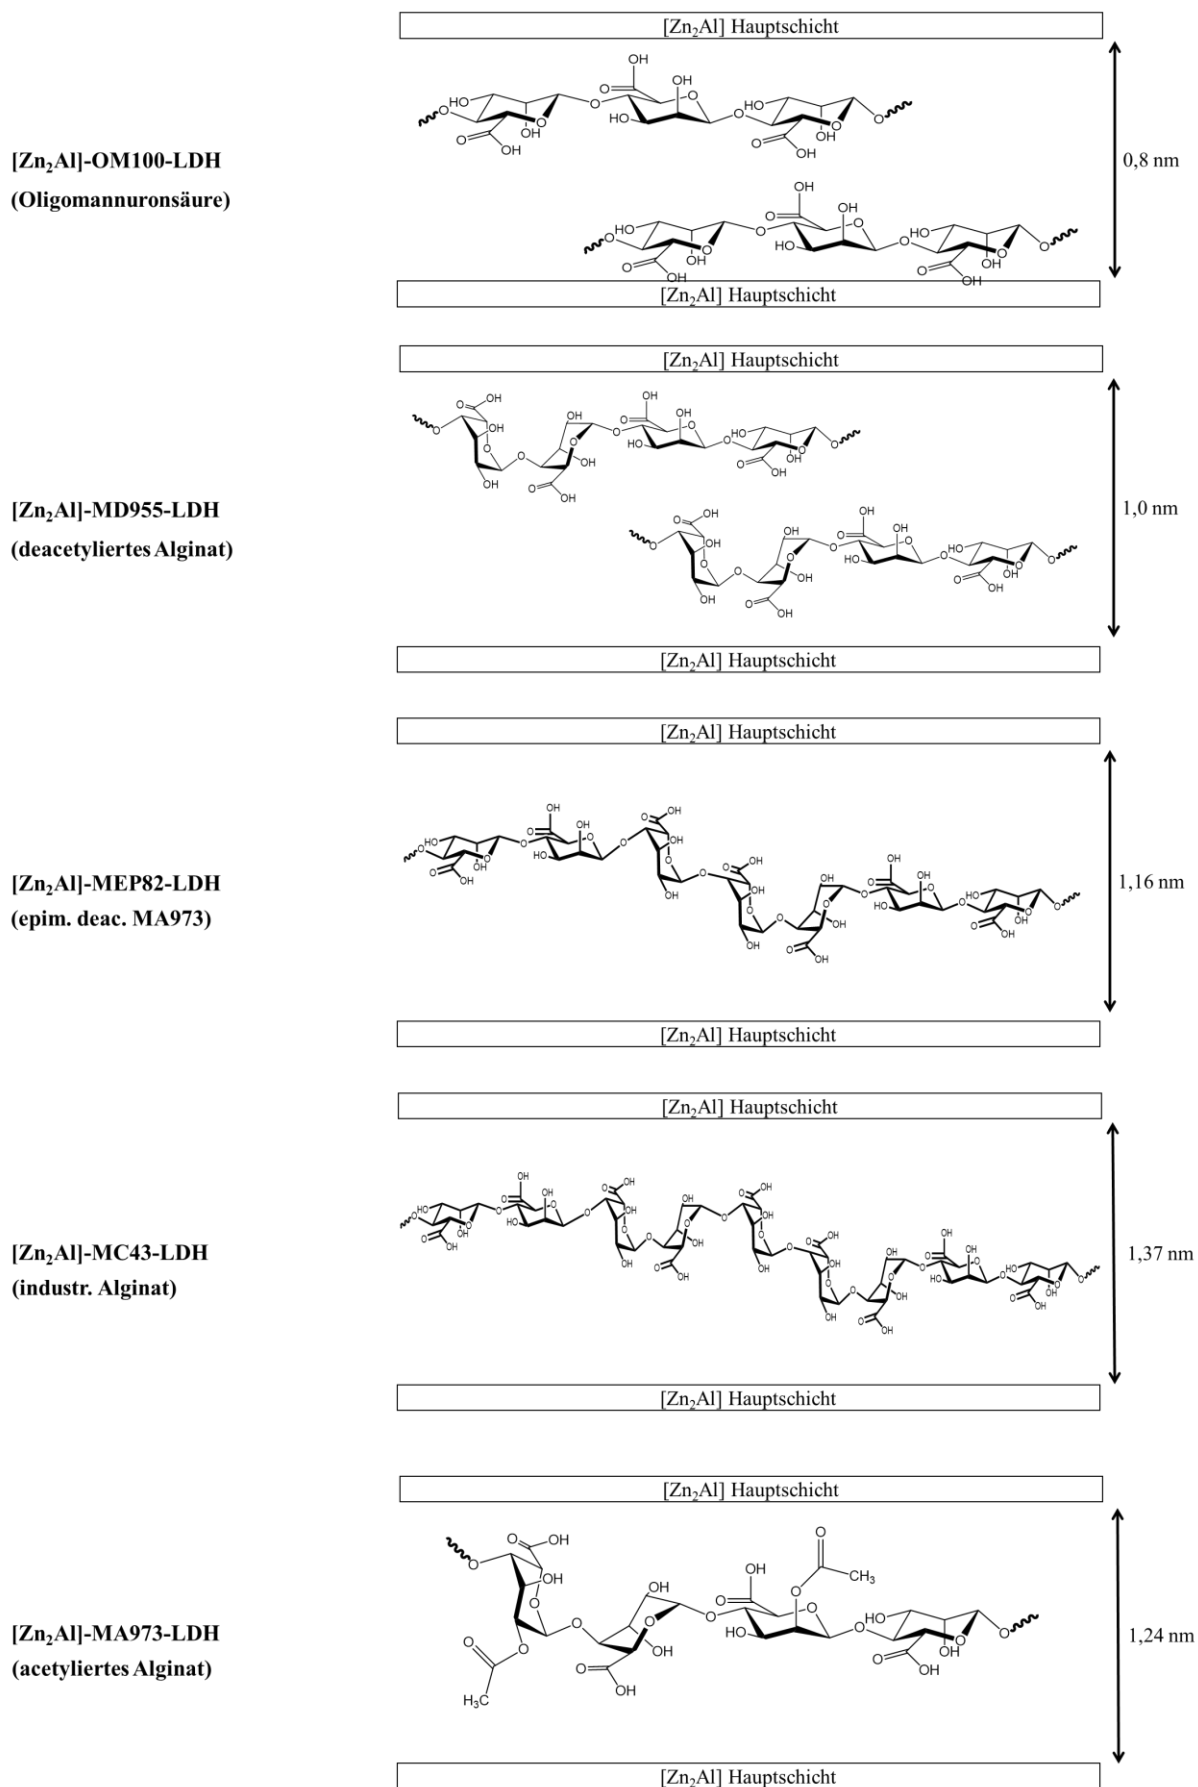 [Zn₂Al] Hauptschicht
[Zn₂Al]-OM100-LDH
(Oligomannuronsäure)
0,8 nm
[Zn₂Al] Hauptschicht
[Zn₂Al] Hauptschicht
[Zn₂Al]-MD955-LDH
(deacetyliertes Alginat)
1,0 nm
[Zn₂Al] Hauptschicht
[Zn₂Al] Hauptschicht
[Zn₂Al]-MEP82-LDH
(epim. deac. MA973)
1,16 nm
[Zn₂Al] Hauptschicht
[Zn₂Al] Hauptschicht
[Zn₂Al]-MC43-LDH
(industr. Alginat)
1,37 nm
[Zn₂Al] Hauptschicht
[Zn₂Al] Hauptschicht
[Zn₂Al]-MA973-LDH
(acetyliertes Alginat)
CH₃
H₃C
1,24 nm
[Zn₂Al] Hauptschicht